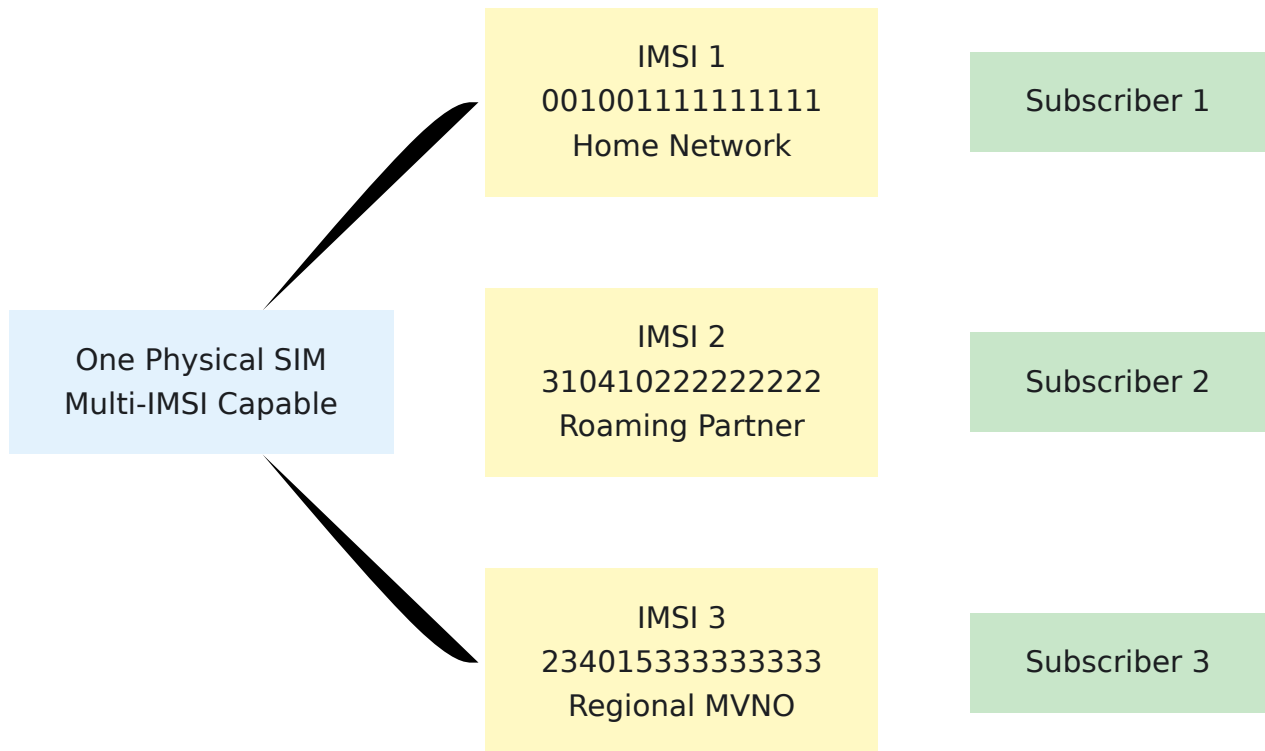 One Physical SIM
Multi-IMSI Capable
IMSI 1
001001111111111
Home Network
Subscriber 1
IMSI 2
310410222222222
Roaming Partner
Subscriber 2
IMSI 3
234015333333333
Regional MVNO
Subscriber 3